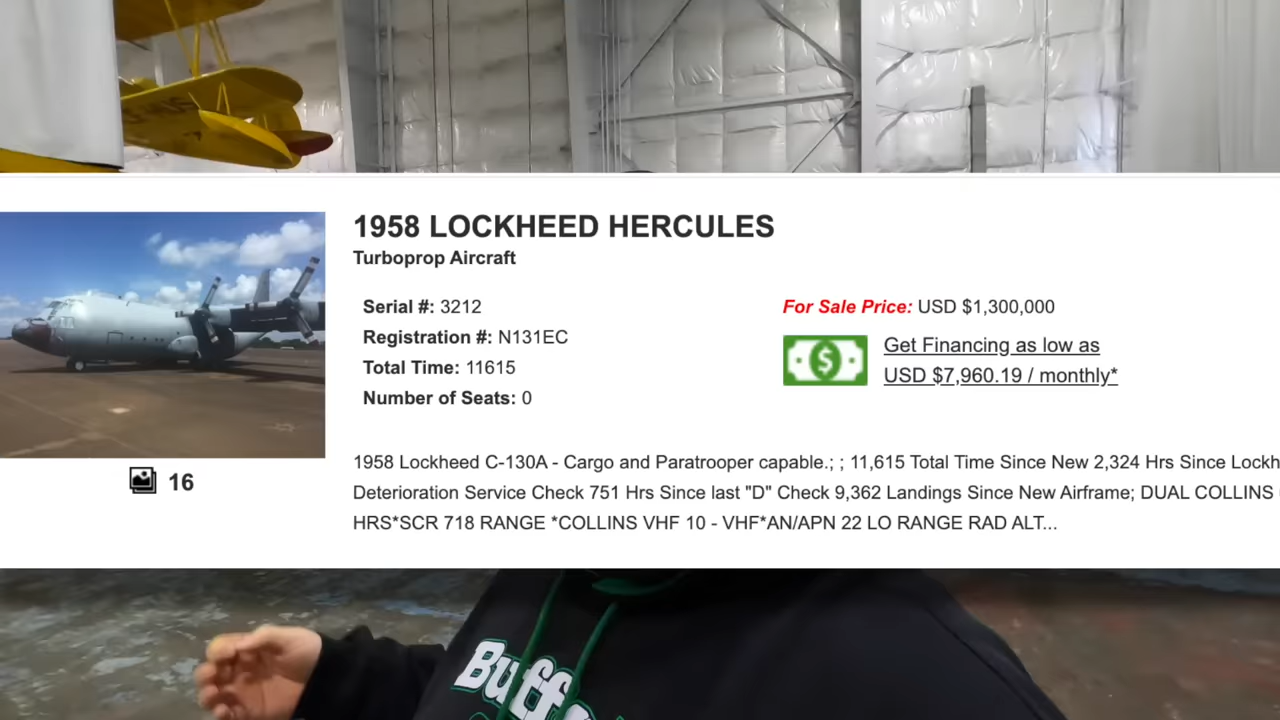 1958 LOCKHEED HERCULES
Turboprop Aircraft
Serial #: 3212
Registration #: N131EC
Total Time: 11615
Number of Seats: 0
For Sale Price: USD $1,300,000
Get Financing as low as
USD $7,960.19 / monthly*
16
1958 Lockheed C-130A - Cargo and Paratrooper capable.; ; 11,615 Total Time Since New 2,324 Hrs Since Lockh
Deterioration Service Check 751 Hrs Since last "D" Check 9,362 Landings Since New Airframe; DUAL COLLINS
HRS*SCR 718 RANGE *COLLINS VHF 10 - VHF*AN/APN 22 LO RANGE RAD ALT...
Buff